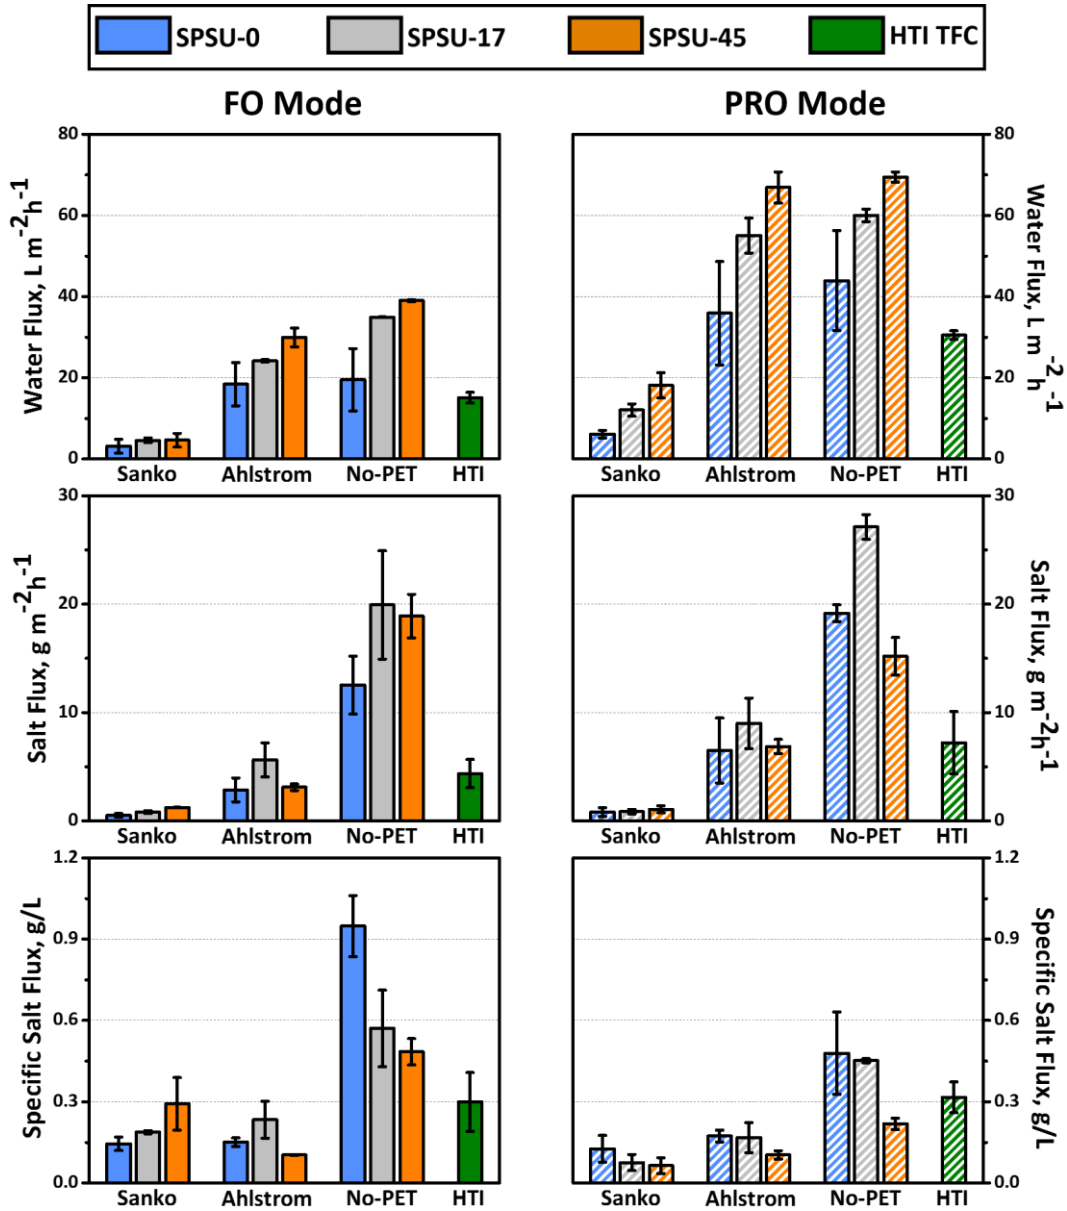 SPSU-0 SPSU-17 SPSU-45 HTI TFC
FO Mode
PRO Mode
Water Flux, L m⁻²h⁻¹
80
60
40
20
0
Sanko Ahlstrom No-PET HTI
80
60
40
20
0
Water Flux, L m⁻²h⁻¹
Sanko Ahlstrom No-PET HTI
Salt Flux, g m⁻²h⁻¹
30
20
10
0
Sanko Ahlstrom No-PET HTI
30
20
10
0
Salt Flux, g m⁻²h⁻¹
Sanko Ahlstrom No-PET HTI
Specific Salt Flux, g/L
1.2
0.9
0.6
0.3
0.0
Sanko Ahlstrom No-PET HTI
1.2
0.9
0.6
0.3
0.0
Specific Salt Flux, g/L
Sanko Ahlstrom No-PET HTI